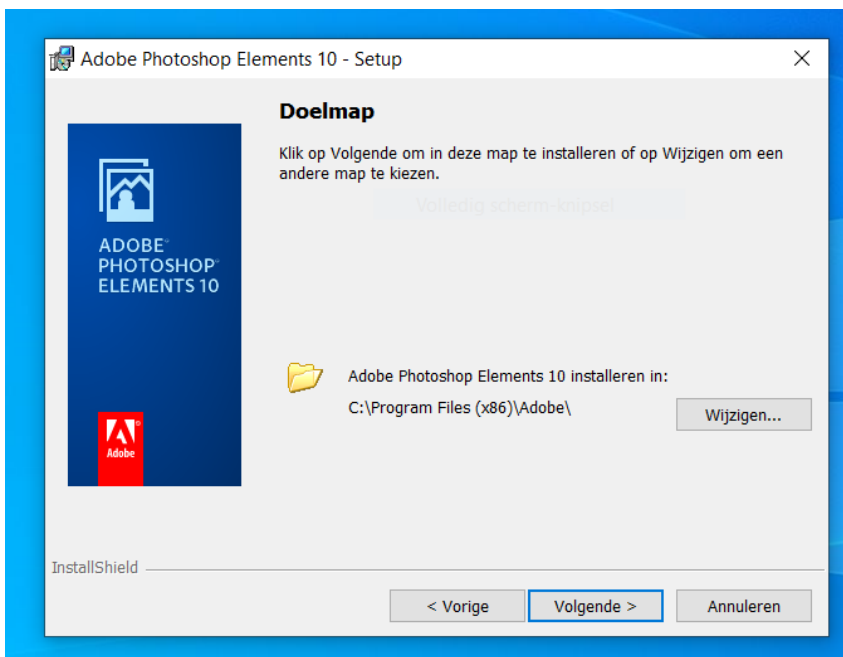 Adobe Photoshop Elements 10 - Setup
Doelmap
Klik op Volgende om in deze map te installeren of op Wijzigen om een
andere map te kiezen.
Volledig scherm-knipsel
ADOBE®
PHOTOSHOP®
ELEMENTS 10
Adobe Photoshop Elements 10 installeren in:
C:\Program Files (x86)\Adobe\
Wijzigen...
Adobe
InstallShield
< Vorige
Volgende >
Annuleren